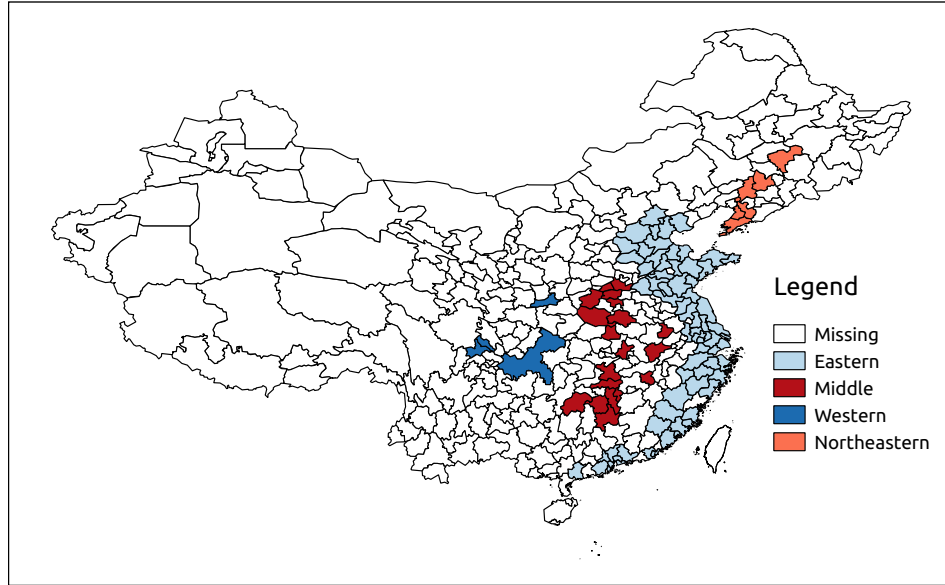 Legend
Missing
Eastern
Middle
Western
Northeastern